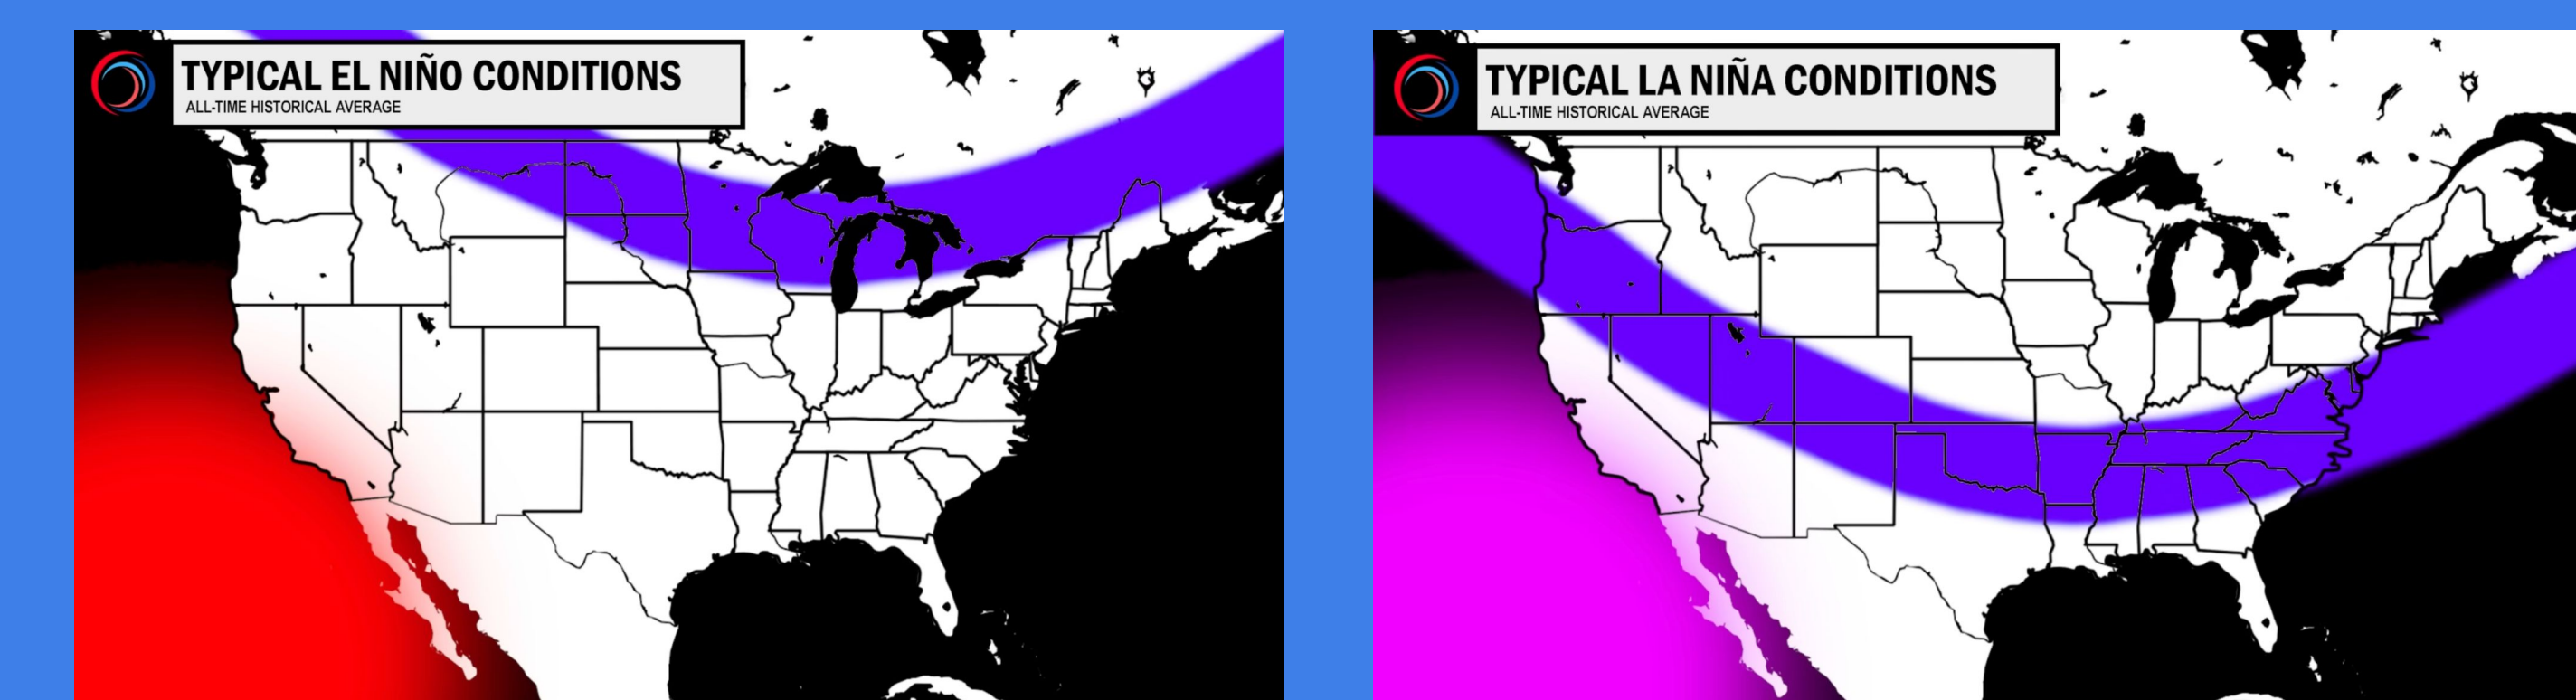 TYPICAL EL NIÑO CONDITIONS
ALL-TIME HISTORICAL AVERAGE
TYPICAL LA NIÑA CONDITIONS
ALL-TIME HISTORICAL AVERAGE